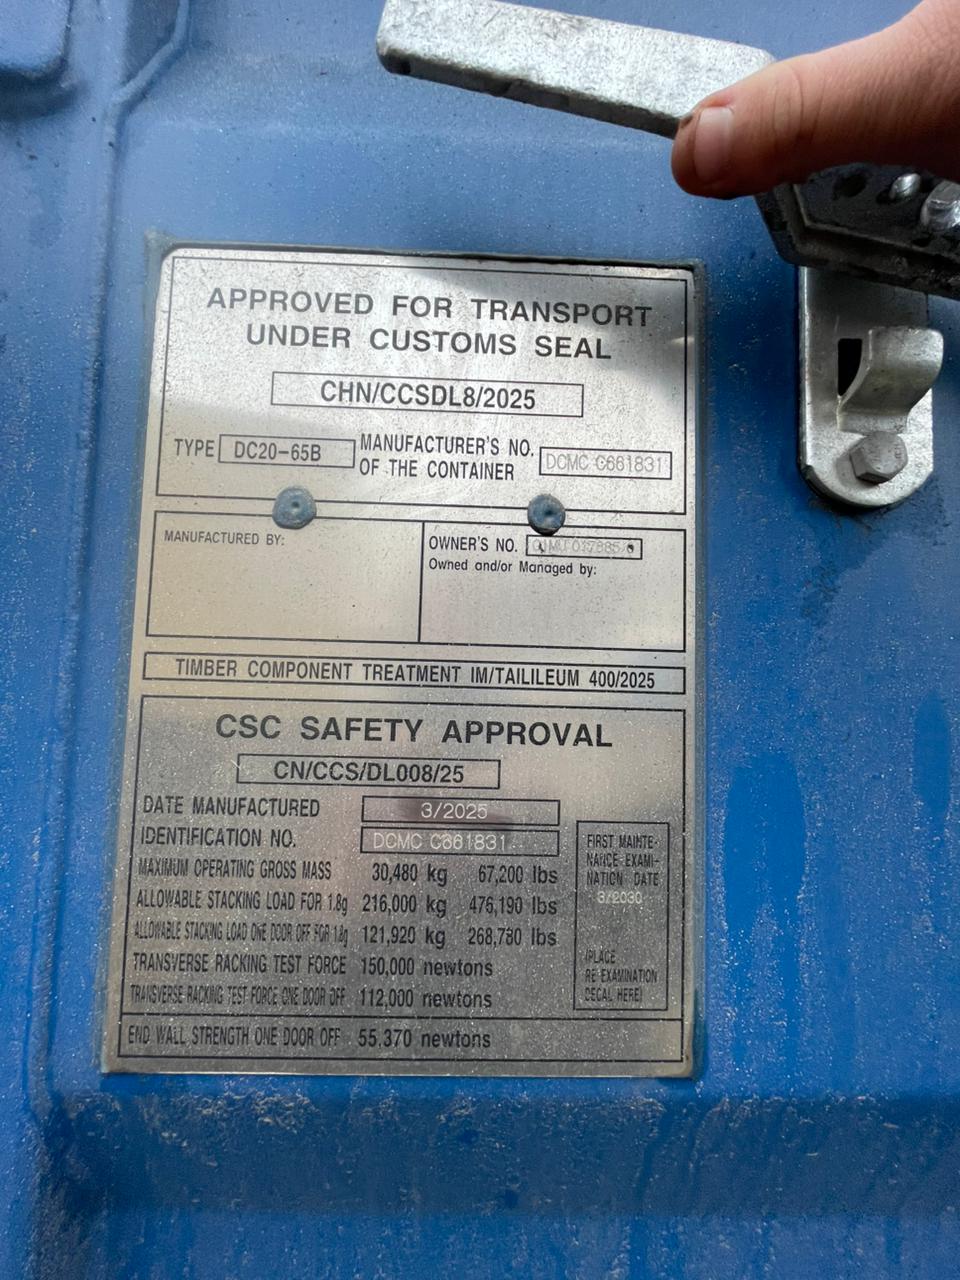 APPROVED FOR TRANSPORT
UNDER CUSTOMS SEAL
CHN/CCSDL8/2025
TYPE DC20-65B MANUFACTURER'S NO. OF THE CONTAINER DCMC C661831
MANUFACTURED BY:
OWNER'S NO.
Owned and/or Managed by:
TIMBER COMPONENT TREATMENT IM/TAILILEUM 400/2025
CSC SAFETY APPROVAL
CN/CCS/DL008/25
DATE MANUFACTURED 3/2025
IDENTIFICATION NO. DCMC C661831
MAXIMUM OPERATING GROSS MASS 30,480 kg 67,200 lbs
ALLOWABLE STACKING LOAD FOR 1.8g 216,000 kg 476,190 lbs
ALLOWABLE STACKING LOAD ONE DOOR OFF FOR 1.8g 121,920 kg 268,780 lbs
TRANSVERSE RACKING TEST FORCE 150,000 newtons
TRANSVERSE RACKING TEST FORCE ONE DOOR OFF 112,000 newtons
END WALL STRENGTH ONE DOOR OFF 55,370 newtons
FIRST MAINTE-
NANCE EXAMI-
NATION DATE
3/2030
(PLACE
RE-EXAMINATION
DECAL HERE)